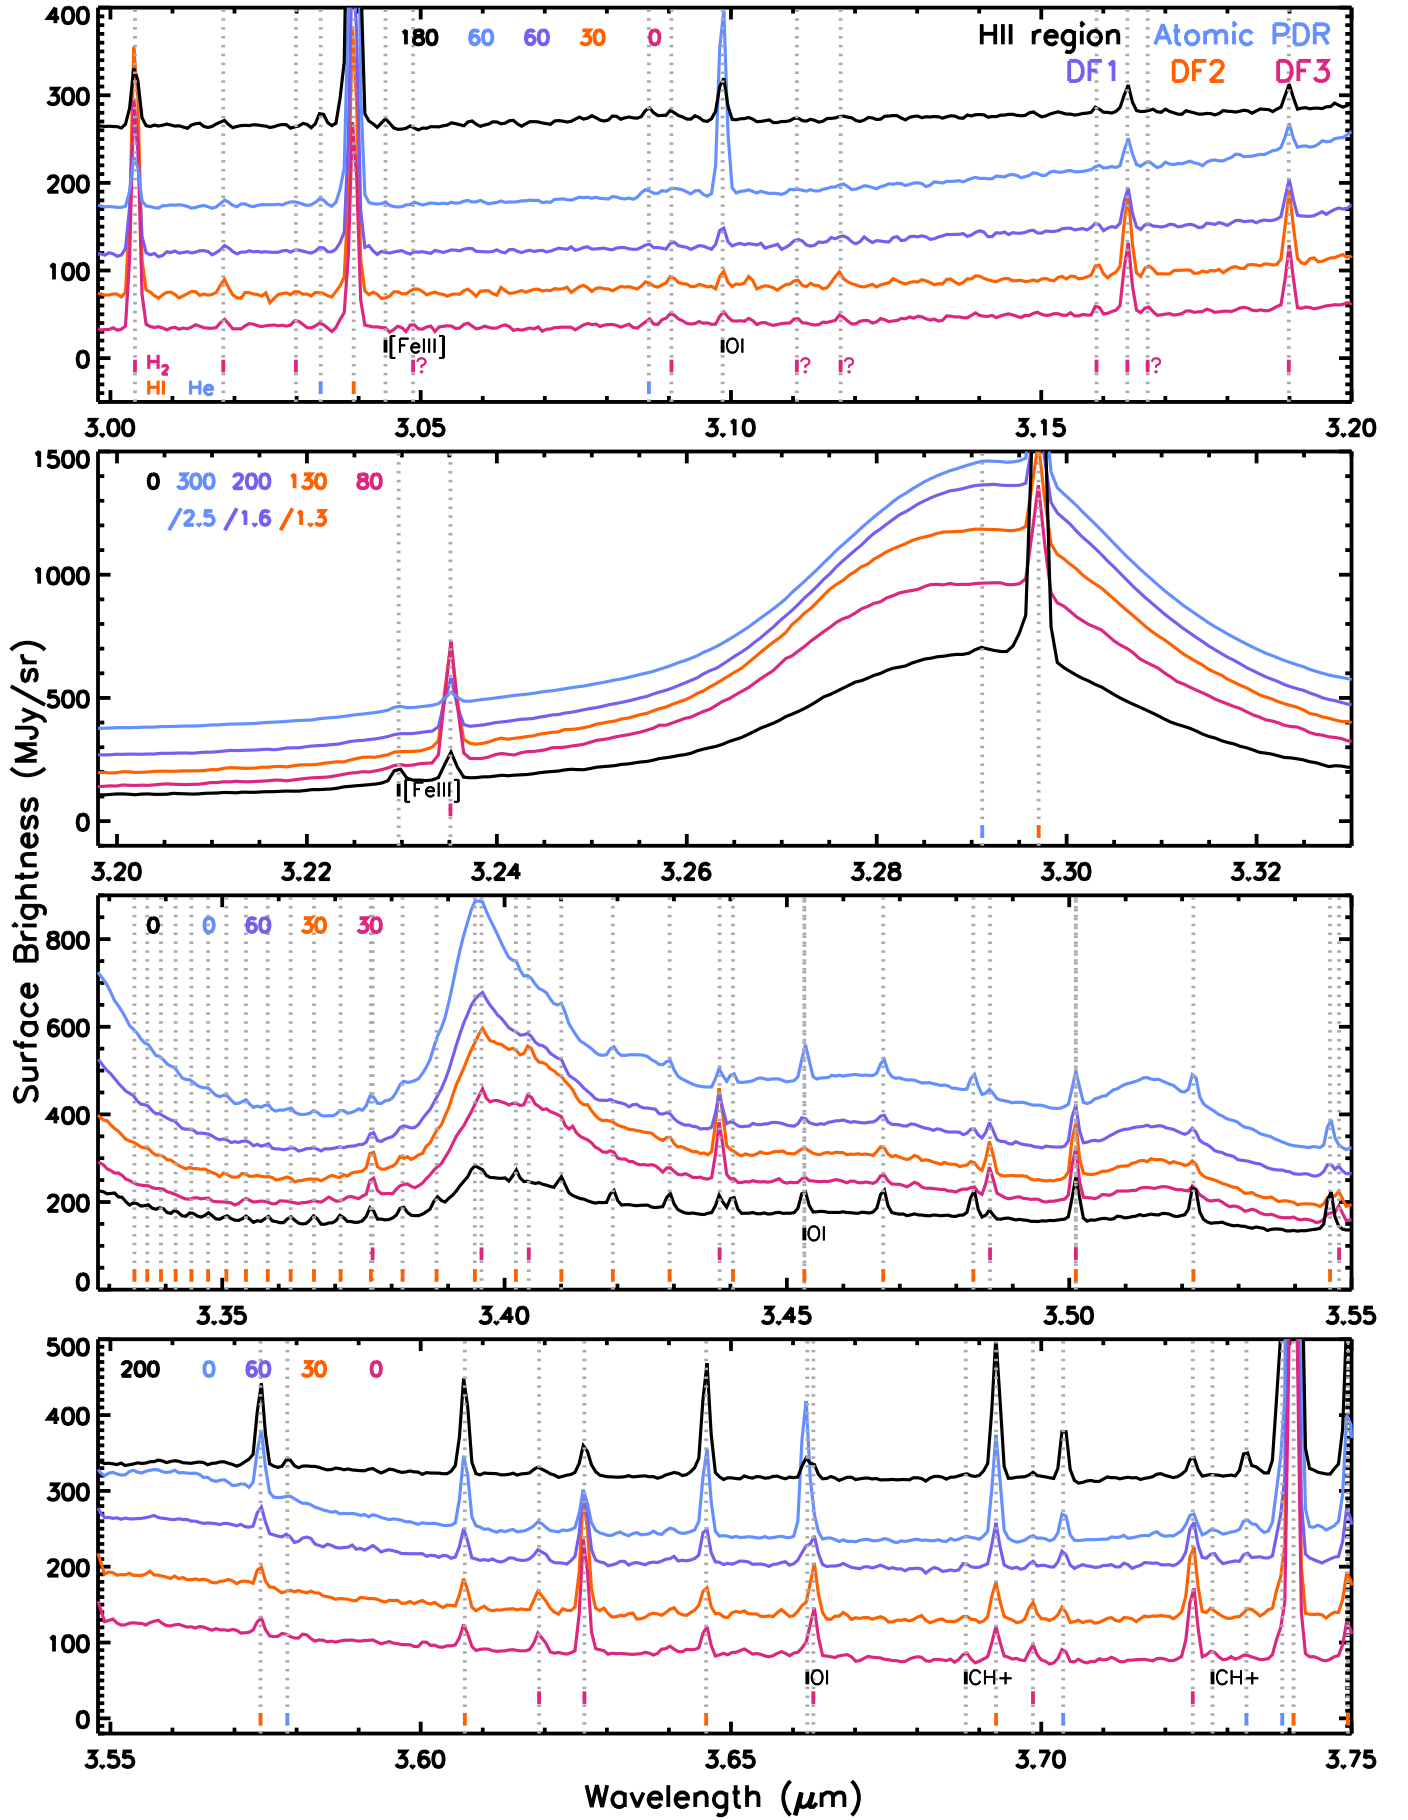 400
180 60 60 30 0
HII region Atomic PDR
DF1 DF2 DF3
300
200
100
[FeIII]
OI
0
H2
?
?
?
?
HI He
3.00 3.05 3.10 3.15 3.20
1500
0 300 200 130 80
/2.5 /1.6 /1.3
1000
500
[FeIII]
0
3.20 3.22 3.24 3.26 3.28 3.30 3.32
0 0 60 30 30
800
600
400
200
OI
0
3.35 3.40 3.45 3.50 3.55
500
200 0 60 30 0
400
300
200
100
OI
CH+
CH+
0
3.55 3.60 3.65 3.70 3.75
Wavelength (μm)
Surface Brightness (MJy/sr)